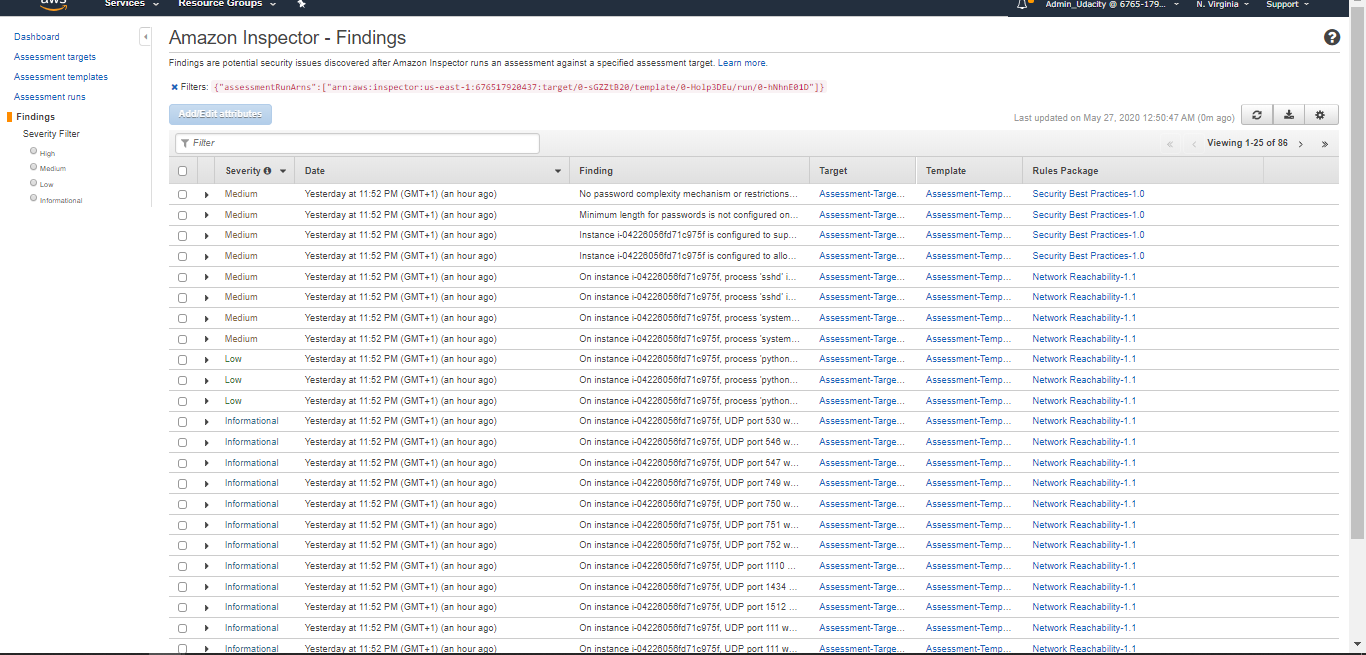 aws Services Resource Groups Admin_Udacity @ 6765-179... N. Virginia Support
Dashboard
Assessment targets
Assessment templates
Assessment runs
Findings
Severity Filter
High
Medium
Low
Informational
Amazon Inspector - Findings
Findings are potential security issues discovered after Amazon Inspector runs an assessment against a specified assessment target. Learn more.
Filters: {"assessmentRunArns":["arn:aws:inspector:us-east-1:676517920437:target/0-sGZZtB20/template/0-Holp3DEu/run/0-hNhnE01D"]}
Add/Edit attributes
Last updated on May 27, 2020 12:50:47 AM (0m ago)
Filter
« ‹ Viewing 1-25 of 86 › »
Severity Date Finding Target Template Rules Package
Medium Yesterday at 11:52 PM (GMT+1) (an hour ago) No password complexity mechanism or restrictions... Assessment-Targe... Assessment-Temp... Security Best Practices-1.0
Medium Yesterday at 11:52 PM (GMT+1) (an hour ago) Minimum length for passwords is not configured on... Assessment-Targe... Assessment-Temp... Security Best Practices-1.0
Medium Yesterday at 11:52 PM (GMT+1) (an hour ago) Instance i-04226056fd71c975f is configured to sup... Assessment-Targe... Assessment-Temp... Security Best Practices-1.0
Medium Yesterday at 11:52 PM (GMT+1) (an hour ago) Instance i-04226056fd71c975f is configured to allo... Assessment-Targe... Assessment-Temp... Security Best Practices-1.0
Medium Yesterday at 11:52 PM (GMT+1) (an hour ago) On instance i-04226056fd71c975f, process 'sshd' i... Assessment-Targe... Assessment-Temp... Network Reachability-1.1
Medium Yesterday at 11:52 PM (GMT+1) (an hour ago) On instance i-04226056fd71c975f, process 'sshd' i... Assessment-Targe... Assessment-Temp... Network Reachability-1.1
Medium Yesterday at 11:52 PM (GMT+1) (an hour ago) On instance i-04226056fd71c975f, process 'system... Assessment-Targe... Assessment-Temp... Network Reachability-1.1
Medium Yesterday at 11:52 PM (GMT+1) (an hour ago) On instance i-04226056fd71c975f, process 'system... Assessment-Targe... Assessment-Temp... Network Reachability-1.1
Low Yesterday at 11:52 PM (GMT+1) (an hour ago) On instance i-04226056fd71c975f, process 'python... Assessment-Targe... Assessment-Temp... Network Reachability-1.1
Low Yesterday at 11:52 PM (GMT+1) (an hour ago) On instance i-04226056fd71c975f, process 'python... Assessment-Targe... Assessment-Temp... Network Reachability-1.1
Low Yesterday at 11:52 PM (GMT+1) (an hour ago) On instance i-04226056fd71c975f, process 'python... Assessment-Targe... Assessment-Temp... Network Reachability-1.1
Informational Yesterday at 11:52 PM (GMT+1) (an hour ago) On instance i-04226056fd71c975f, UDP port 530 w... Assessment-Targe... Assessment-Temp... Network Reachability-1.1
Informational Yesterday at 11:52 PM (GMT+1) (an hour ago) On instance i-04226056fd71c975f, UDP port 546 w... Assessment-Targe... Assessment-Temp... Network Reachability-1.1
Informational Yesterday at 11:52 PM (GMT+1) (an hour ago) On instance i-04226056fd71c975f, UDP port 547 w... Assessment-Targe... Assessment-Temp... Network Reachability-1.1
Informational Yesterday at 11:52 PM (GMT+1) (an hour ago) On instance i-04226056fd71c975f, UDP port 749 w... Assessment-Targe... Assessment-Temp... Network Reachability-1.1
Informational Yesterday at 11:52 PM (GMT+1) (an hour ago) On instance i-04226056fd71c975f, UDP port 750 w... Assessment-Targe... Assessment-Temp... Network Reachability-1.1
Informational Yesterday at 11:52 PM (GMT+1) (an hour ago) On instance i-04226056fd71c975f, UDP port 751 w... Assessment-Targe... Assessment-Temp... Network Reachability-1.1
Informational Yesterday at 11:52 PM (GMT+1) (an hour ago) On instance i-04226056fd71c975f, UDP port 752 w... Assessment-Targe... Assessment-Temp... Network Reachability-1.1
Informational Yesterday at 11:52 PM (GMT+1) (an hour ago) On instance i-04226056fd71c975f, UDP port 1110 ... Assessment-Targe... Assessment-Temp... Network Reachability-1.1
Informational Yesterday at 11:52 PM (GMT+1) (an hour ago) On instance i-04226056fd71c975f, UDP port 1434 ... Assessment-Targe... Assessment-Temp... Network Reachability-1.1
Informational Yesterday at 11:52 PM (GMT+1) (an hour ago) On instance i-04226056fd71c975f, UDP port 1512 ... Assessment-Targe... Assessment-Temp... Network Reachability-1.1
Informational Yesterday at 11:52 PM (GMT+1) (an hour ago) On instance i-04226056fd71c975f, UDP port 111 w... Assessment-Targe... Assessment-Temp... Network Reachability-1.1
Informational Yesterday at 11:52 PM (GMT+1) (an hour ago) On instance i-04226056fd71c975f, UDP port 111 w... Assessment-Targe... Assessment-Temp... Network Reachability-1.1